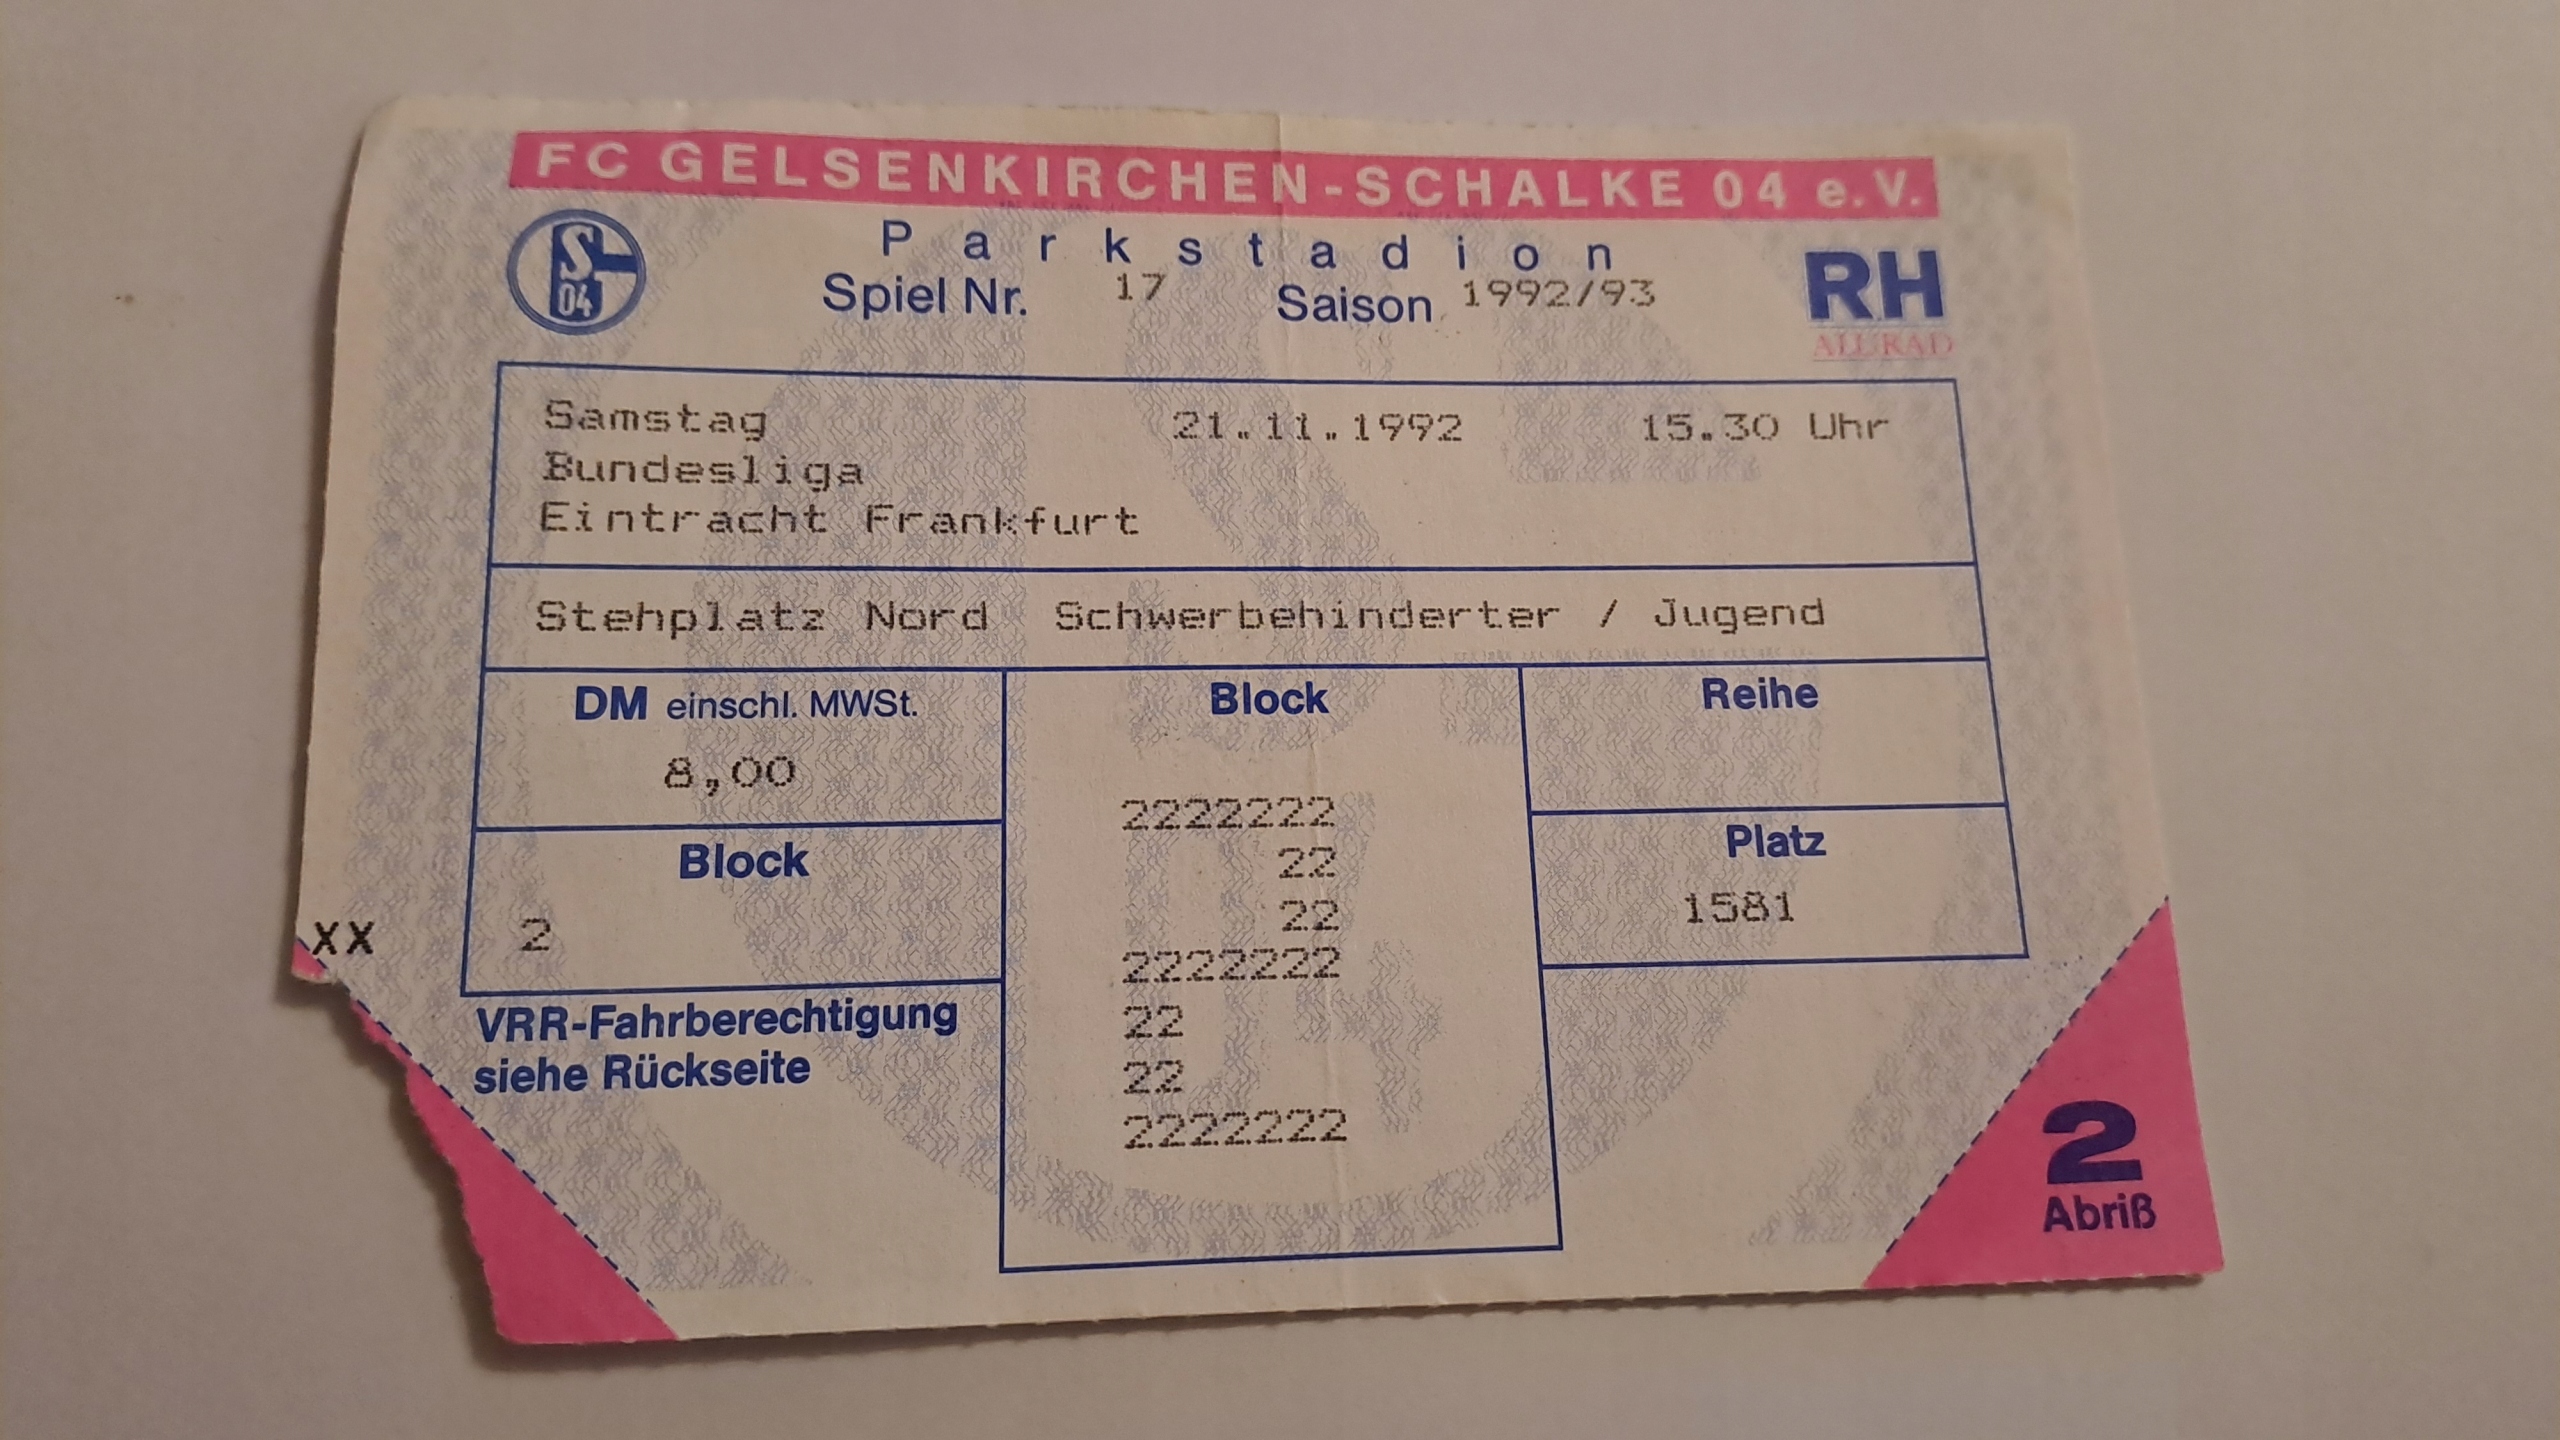 FC GELSENKIRCHEN-SCHALKE 04 e.V.
S
04
Parkstadion
Spiel Nr. 17 Saison 1992/93
RH
ALURAD
Samstag 21.11.1992 15.30 Uhr
Bundesliga
Eintracht Frankfurt
Stehplatz Nord Schwerbehinderter / Jugend
DM einschl. MWSt.
8,00
Block
2222222
22
22
2222222
22
22
2222222
Reihe
Block
2
Platz
1581
XX
VRR-Fahrberechtigung
siehe Rückseite
2
Abriß